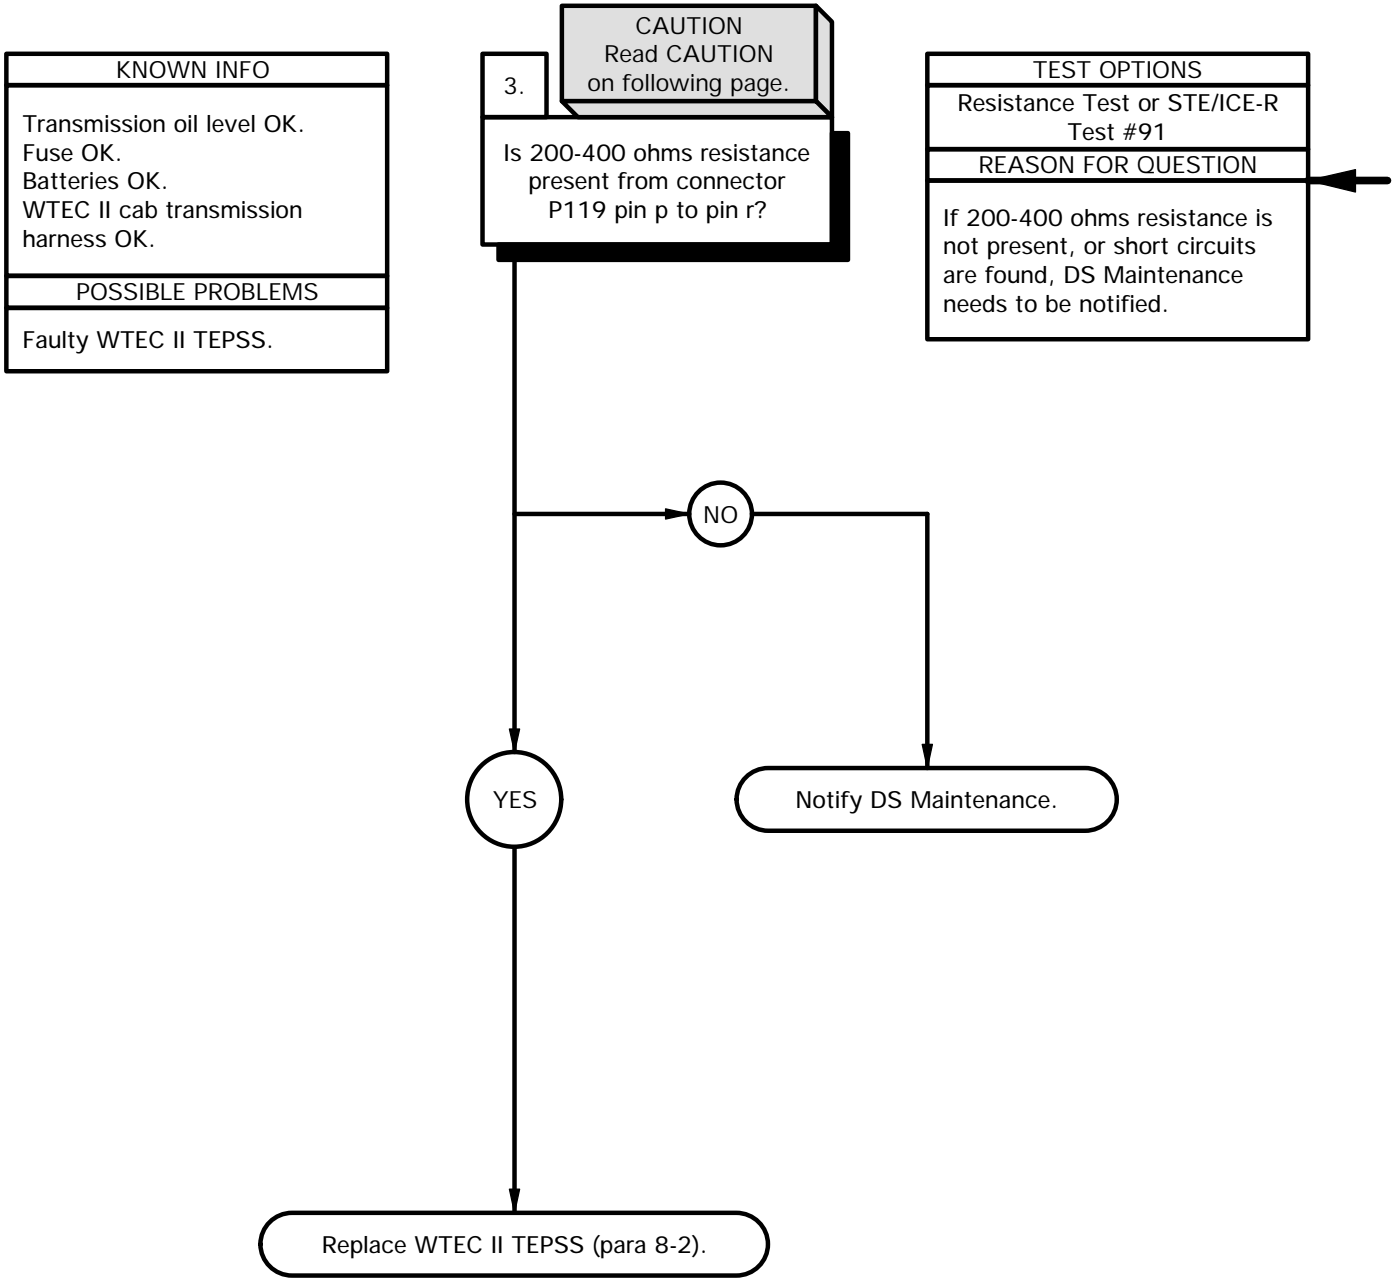 KNOWN INFO
Transmission oil level OK.
Fuse OK.
Batteries OK.
WTEC II cab transmission
harness OK.
POSSIBLE PROBLEMS
Faulty WTEC II TEPSS.
CAUTION
Read CAUTION
on following page.
3.
Is 200-400 ohms resistance
present from connector
P119 pin p to pin r?
TEST OPTIONS
Resistance Test or STE/ICE-R
Test #91
REASON FOR QUESTION
If 200-400 ohms resistance is
not present, or short circuits
are found, DS Maintenance
needs to be notified.
NO
YES
Notify DS Maintenance.
Replace WTEC II TEPSS (para 8-2).